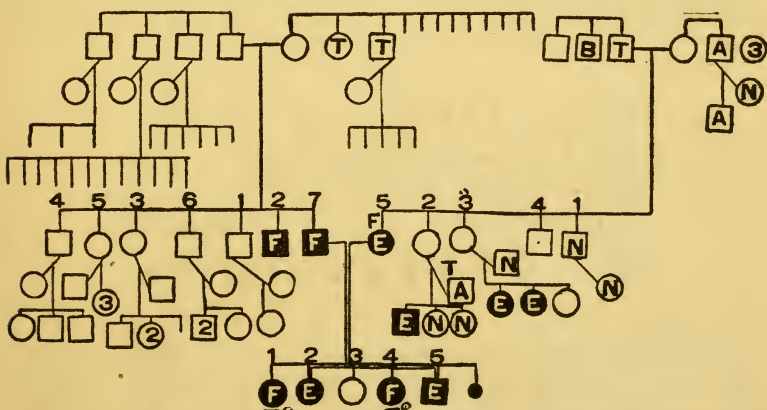 T T B T A 3
N
A
4 5 3 6 1 2 7 5 2 3 4 1
F
F F E N
N T A N
3 E E
2 2 E N N
1 2 3 4 5
F E F E